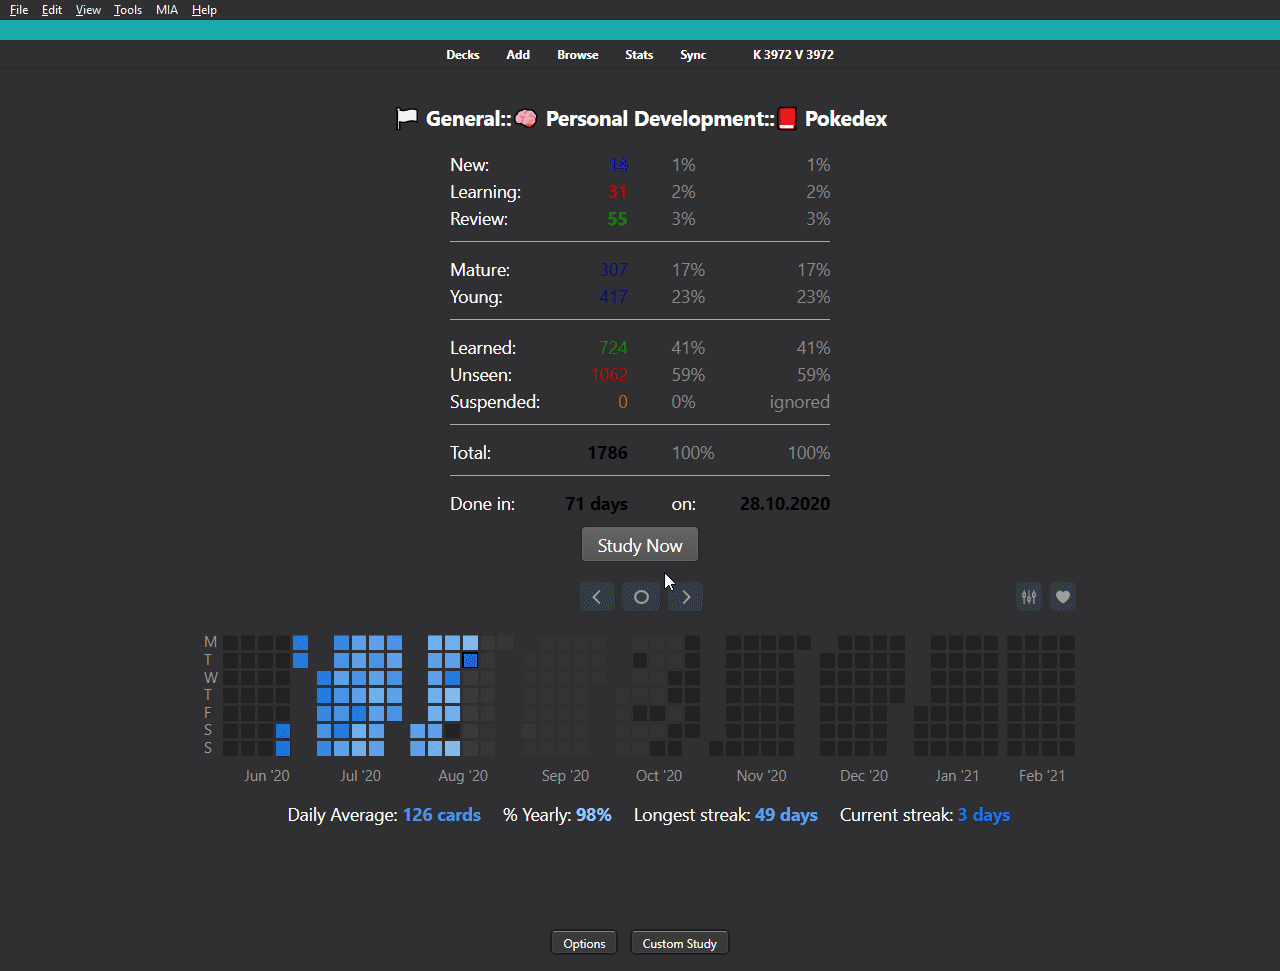 File Edit View Tools MIA Help
Decks Add Browse Stats Sync K 3972 V 3972
General:: Personal Development:: Pokedex
New: 14 1% 1%
Learning: 31 2% 2%
Review: 55 3% 3%
Mature: 307 17% 17%
Young: 417 23% 23%
Learned: 724 41% 41%
Unseen: 1062 59% 59%
Suspended: 0 0% ignored
Total: 1786 100% 100%
Done in: 71 days on: 28.10.2020
Study Now
M
T
W
T
F
S
S
Jun '20 Jul '20 Aug '20 Sep '20 Oct '20 Nov '20 Dec '20 Jan '21 Feb '21
Daily Average: 126 cards % Yearly: 98% Longest streak: 49 days Current streak: 3 days
Options Custom Study